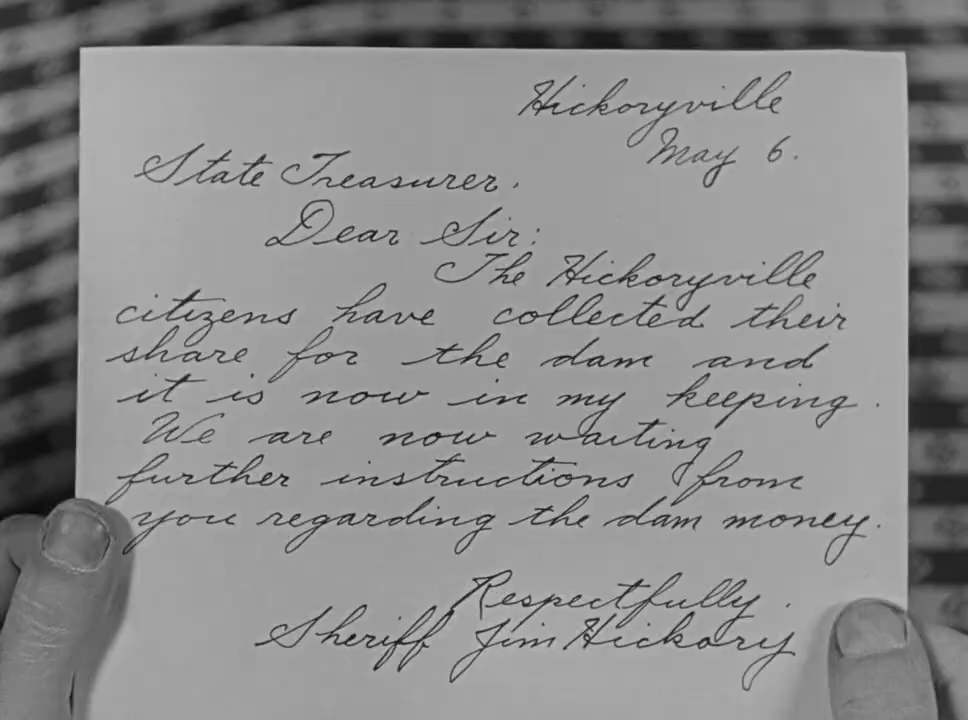 Hickoryville
May 6.
State Treasurer.
Dear Sir:
The Hickoryville
citizens have collected their
share for the dam and
it is now in my keeping.
We are now waiting
further instructions from
you regarding the dam money.
Respectfully.
Sheriff Jim Hickory